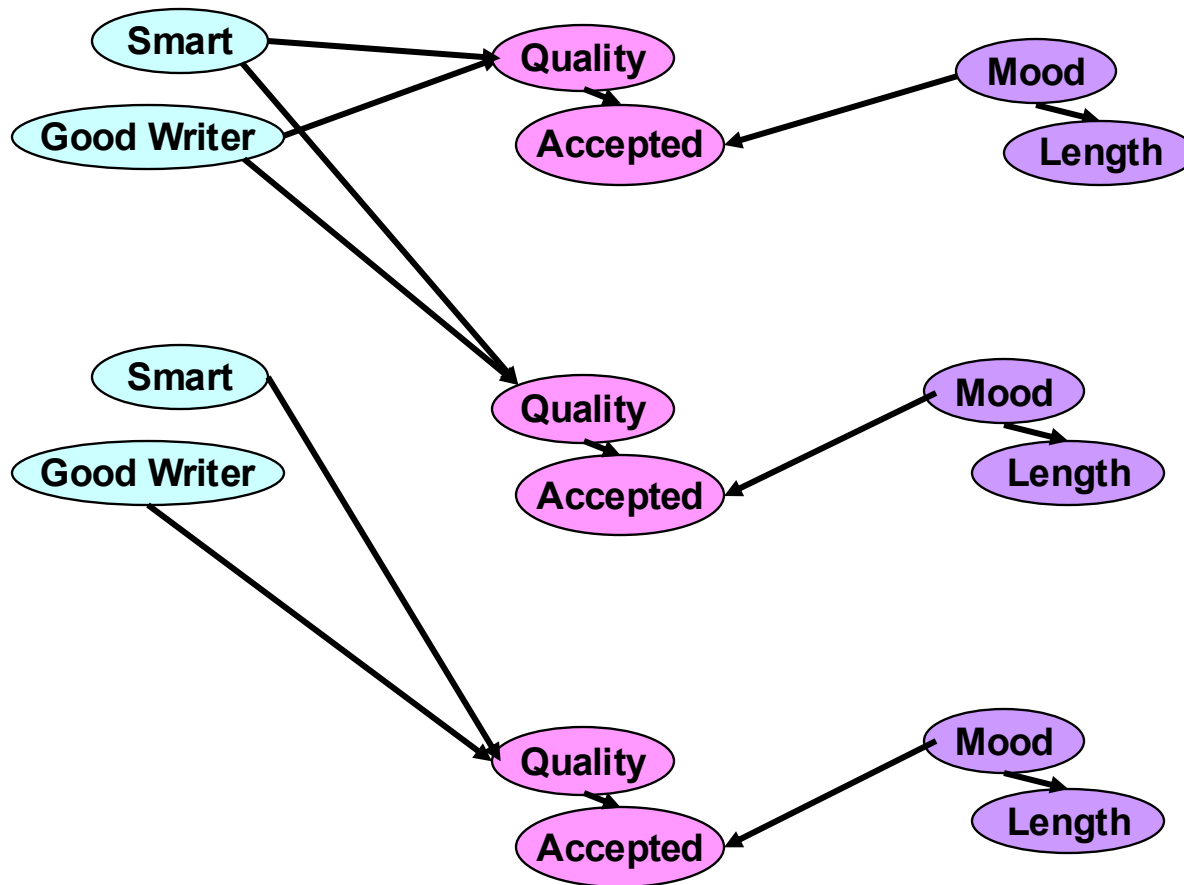 Smart
Quality
Mood
Good Writer
Accepted
Length
Smart
Quality
Mood
Good Writer
Accepted
Length
Quality
Mood
Accepted
Length